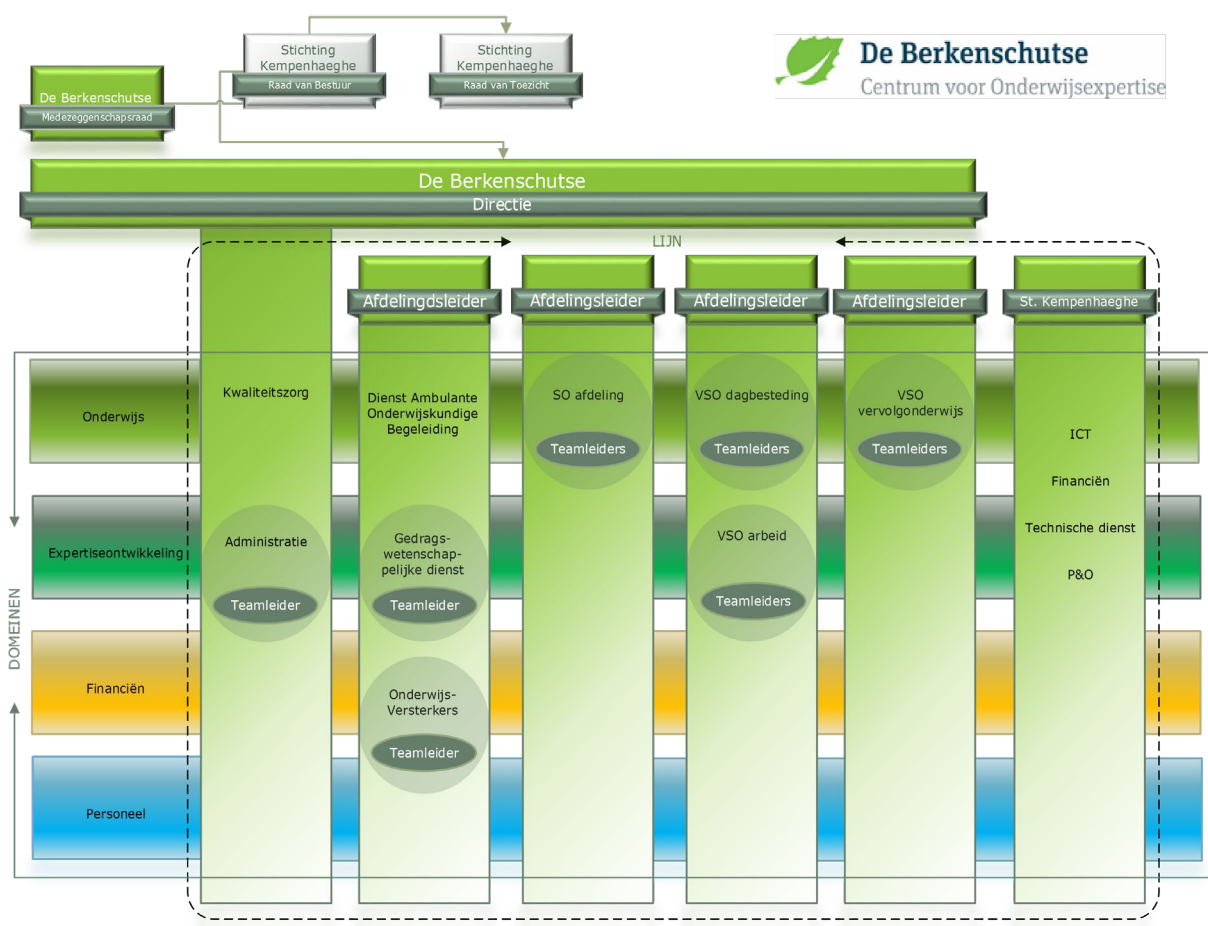 De Berkenschutse
Centrum voor Onderwijsexpertise
Stichting
Kempenhaeghe
Raad van Bestuur
Stichting
Kempenhaeghe
Raad van Toezicht
De Berkenschutse
Medezeggenschapsraad
De Berkenschutse
Directie
LIJN
Afdelingdsleider
Afdelingsleider
Afdelingsleider
Afdelingsleider
St. Kempenhaeghe
DOMEINEN
Onderwijs
Expertiseontwikkeling
Financiën
Personeel
Kwaliteitszorg
Administratie
Teamleider
Dienst Ambulante
Onderwijskundige
Begeleiding
Gedrags-
wetenschap-
pelijke dienst
Teamleider
Onderwijs-
Versterkers
Teamleider
SO afdeling
Teamleiders
VSO dagbesteding
Teamleiders
VSO arbeid
Teamleiders
VSO
vervolgonderwijs
Teamleiders
ICT
Financiën
Technische dienst
P&O